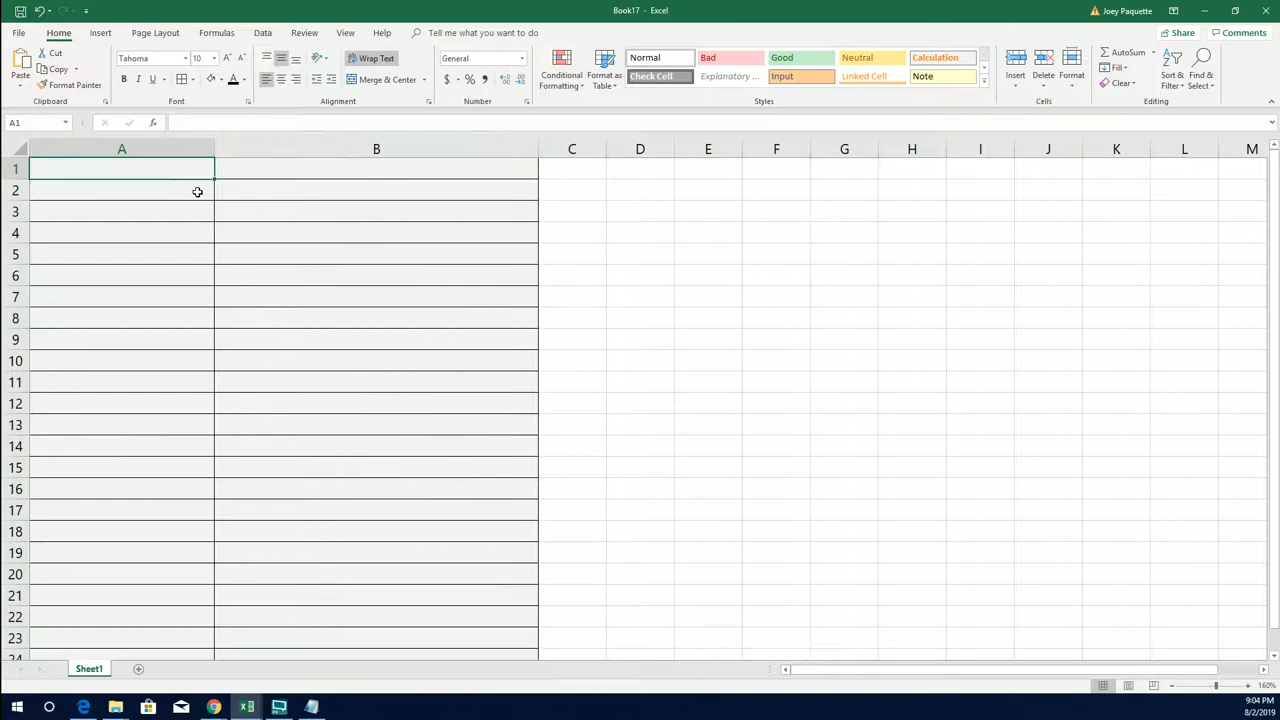 Book17 - Excel
Joey Paquette
File Home Insert Page Layout Formulas Data Review View Help Tell me what you want to do
Share Comments
Paste
Cut
Copy
Format Painter
Clipboard
Tahoma 10
B I U
Font
Wrap Text
Merge & Center
Alignment
General
Number
Conditional Formatting
Format as Table
Normal Bad Good Neutral Calculation
Check Cell Explanatory ... Input Linked Cell Note
Styles
Insert Delete Format
Cells
AutoSum
Fill
Clear
Sort & Filter
Find & Select
Editing
A1
A B C D E F G H I J K L M
1
2
3
4
5
6
7
8
9
10
11
12
13
14
15
16
17
18
19
20
21
22
23
24
Sheet1
160%
9:04 PM
8/2/2019